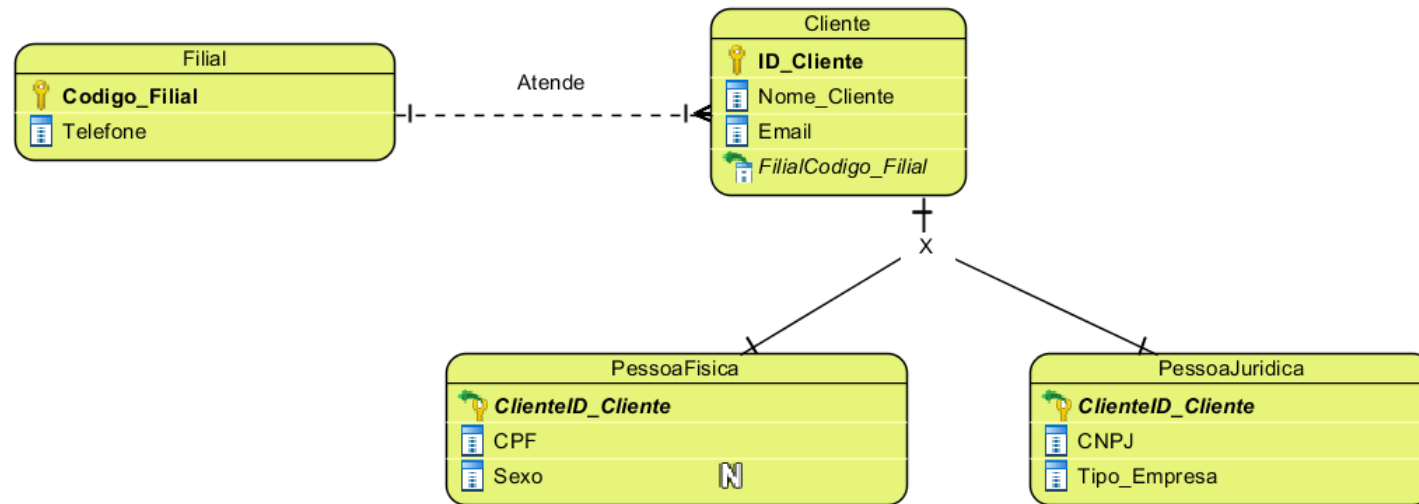 Filial
Codigo_Filial
Telefone
Atende
Cliente
ID_Cliente
Nome_Cliente
Email
FilialCodigo_Filial
X
PessoaFisica
ClienteID_Cliente
CPF
Sexo N
PessoaJuridica
ClienteID_Cliente
CNPJ
Tipo_Empresa